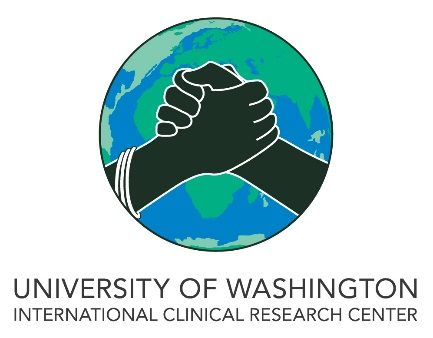 UNIVERSITY OF WASHINGTON
INTERNATIONAL CLINICAL RESEARCH CENTER